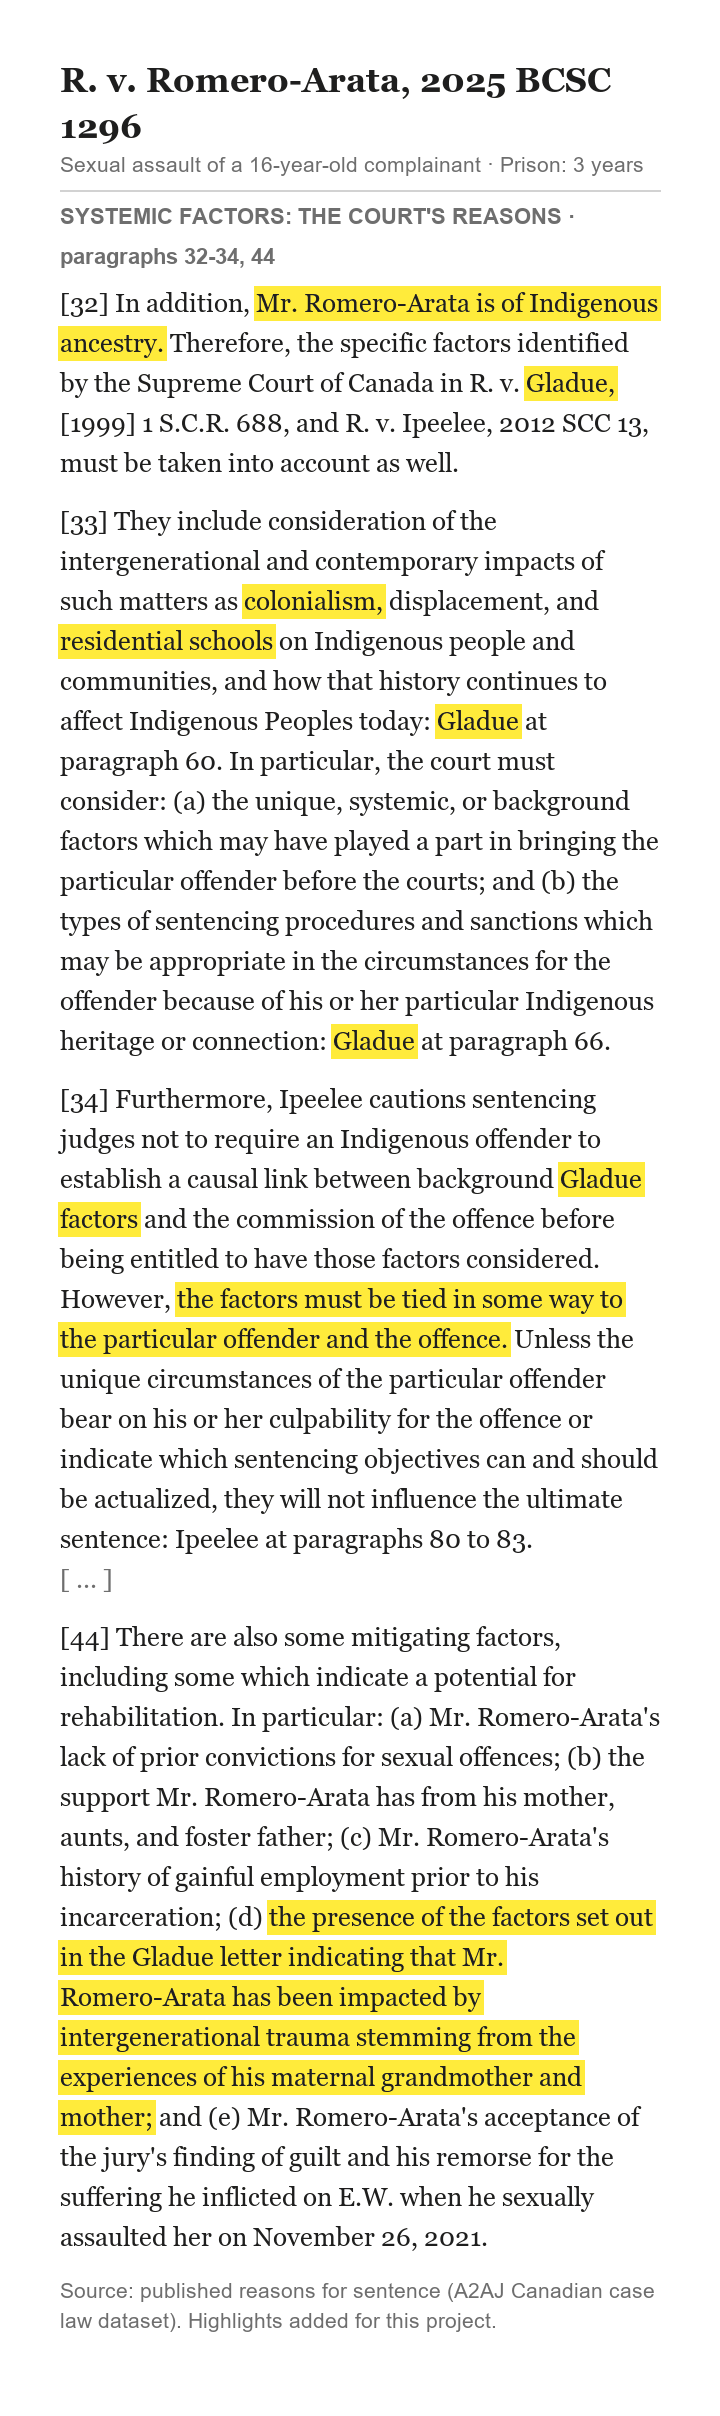 R. v. Romero-Arata, 2025 BCSC
1296
Sexual assault of a 16-year-old complainant · Prison: 3 years
SYSTEMIC FACTORS: THE COURT'S REASONS ·
paragraphs 32-34, 44
[32] In addition, Mr. Romero-Arata is of Indigenous
ancestry. Therefore, the specific factors identified
by the Supreme Court of Canada in R. v. Gladue,
[1999] 1 S.C.R. 688, and R. v. Ipeelee, 2012 SCC 13,
must be taken into account as well.
[33] They include consideration of the
intergenerational and contemporary impacts of
such matters as colonialism, displacement, and
residential schools on Indigenous people and
communities, and how that history continues to
affect Indigenous Peoples today: Gladue at
paragraph 60. In particular, the court must
consider: (a) the unique, systemic, or background
factors which may have played a part in bringing the
particular offender before the courts; and (b) the
types of sentencing procedures and sanctions which
may be appropriate in the circumstances for the
offender because of his or her particular Indigenous
heritage or connection: Gladue at paragraph 66.
[34] Furthermore, Ipeelee cautions sentencing
judges not to require an Indigenous offender to
establish a causal link between background Gladue
factors and the commission of the offence before
being entitled to have those factors considered.
However, the factors must be tied in some way to
the particular offender and the offence. Unless the
unique circumstances of the particular offender
bear on his or her culpability for the offence or
indicate which sentencing objectives can and should
be actualized, they will not influence the ultimate
sentence: Ipeelee at paragraphs 80 to 83.
[ ... ]
[44] There are also some mitigating factors,
including some which indicate a potential for
rehabilitation. In particular: (a) Mr. Romero-Arata's
lack of prior convictions for sexual offences; (b) the
support Mr. Romero-Arata has from his mother,
aunts, and foster father; (c) Mr. Romero-Arata's
history of gainful employment prior to his
incarceration; (d) the presence of the factors set out
in the Gladue letter indicating that Mr.
Romero-Arata has been impacted by
intergenerational trauma stemming from the
experiences of his maternal grandmother and
mother; and (e) Mr. Romero-Arata's acceptance of
the jury's finding of guilt and his remorse for the
suffering he inflicted on E.W. when he sexually
assaulted her on November 26, 2021.
Source: published reasons for sentence (A2AJ Canadian case
law dataset). Highlights added for this project.